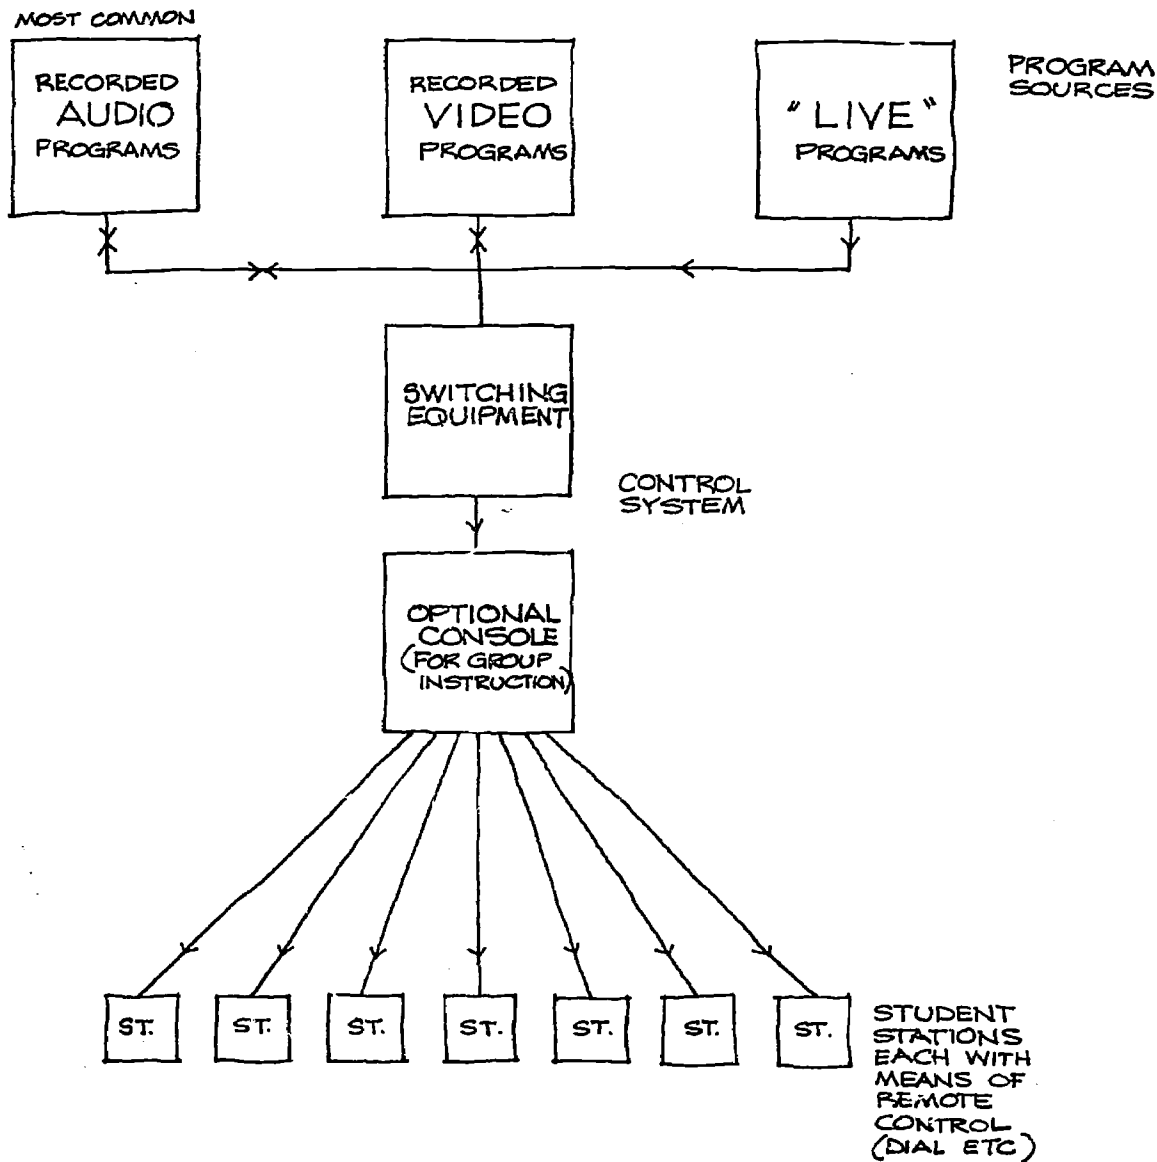 MOST COMMON
RECORDED
AUDIO
PROGRAMS
RECORDED
VIDEO
PROGRAMS
"LIVE"
PROGRAMS
PROGRAM
SOURCES
SWITCHING
EQUIPMENT
CONTROL
SYSTEM
OPTIONAL
CONSOLE
(FOR GROUP
INSTRUCTION)
ST.
ST.
ST.
ST.
ST.
ST.
ST.
STUDENT
STATIONS
EACH WITH
MEANS OF
REMOTE
CONTROL
(DIAL ETC)